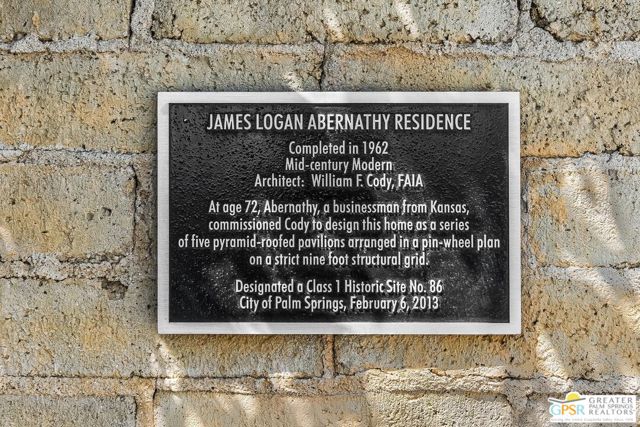 JAMES LOGAN ABERNATHY RESIDENCE
Completed in 1962
Mid-century Modern
Architect: William F. Cody, FAIA
At age 72, Abernathy, a businessman from Kansas,
commissioned Cody to design this home as a series
of five pyramid-roofed pavilions arranged in a pin-wheel plan
on a strict nine foot structural grid.
Designated a Class 1 Historic Site No. 86
City of Palm Springs, February 6, 2013
GPSR
GREATER
PALM SPRINGS
REALTORS®